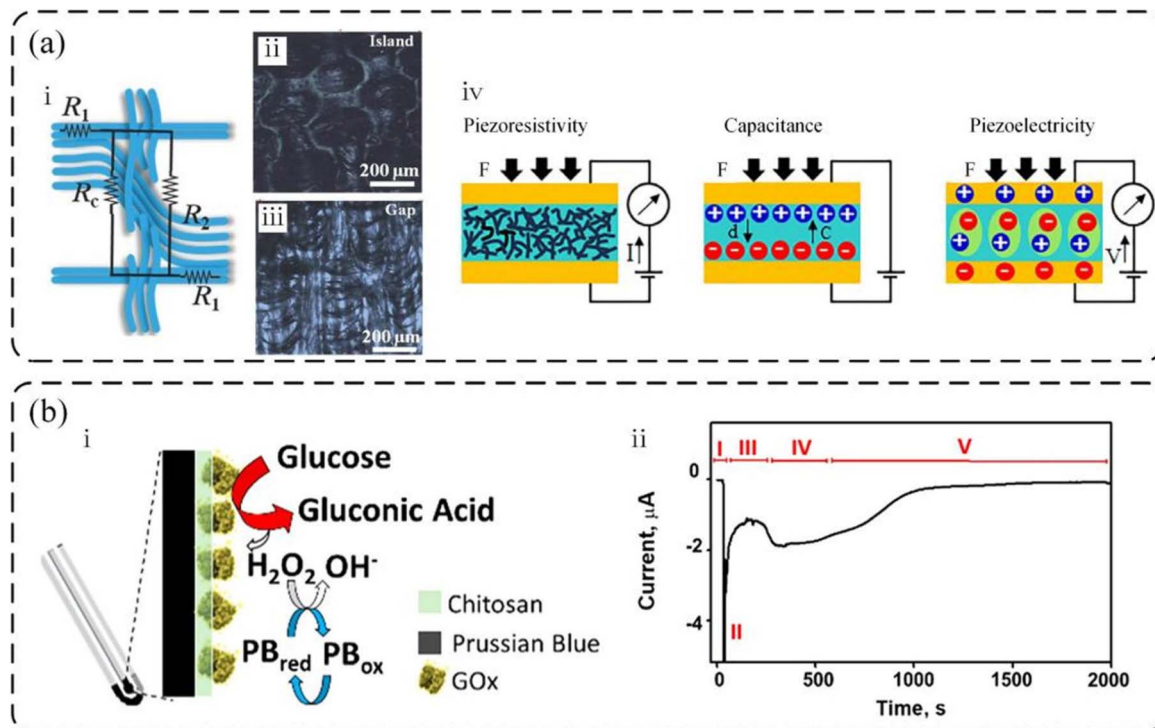 (a)
i
R1
Rc
R2
R1
ii
Island
200 μm
iii
Gap
200 μm
iv
Piezoresistivity
F
I
Capacitance
F
+ + + + + + +
d
C
- - - - - - -
Piezoelectricity
F
+ + + +
- - - -
+ + + +
- - - -
V
(b)
i
Glucose
Gluconic Acid
H2O2 OH-
PBred PBox
Chitosan
Prussian Blue
GOx
ii
I III IV V
II
0
-2
-4
Current, μA
0 500 1000 1500 2000
Time, s